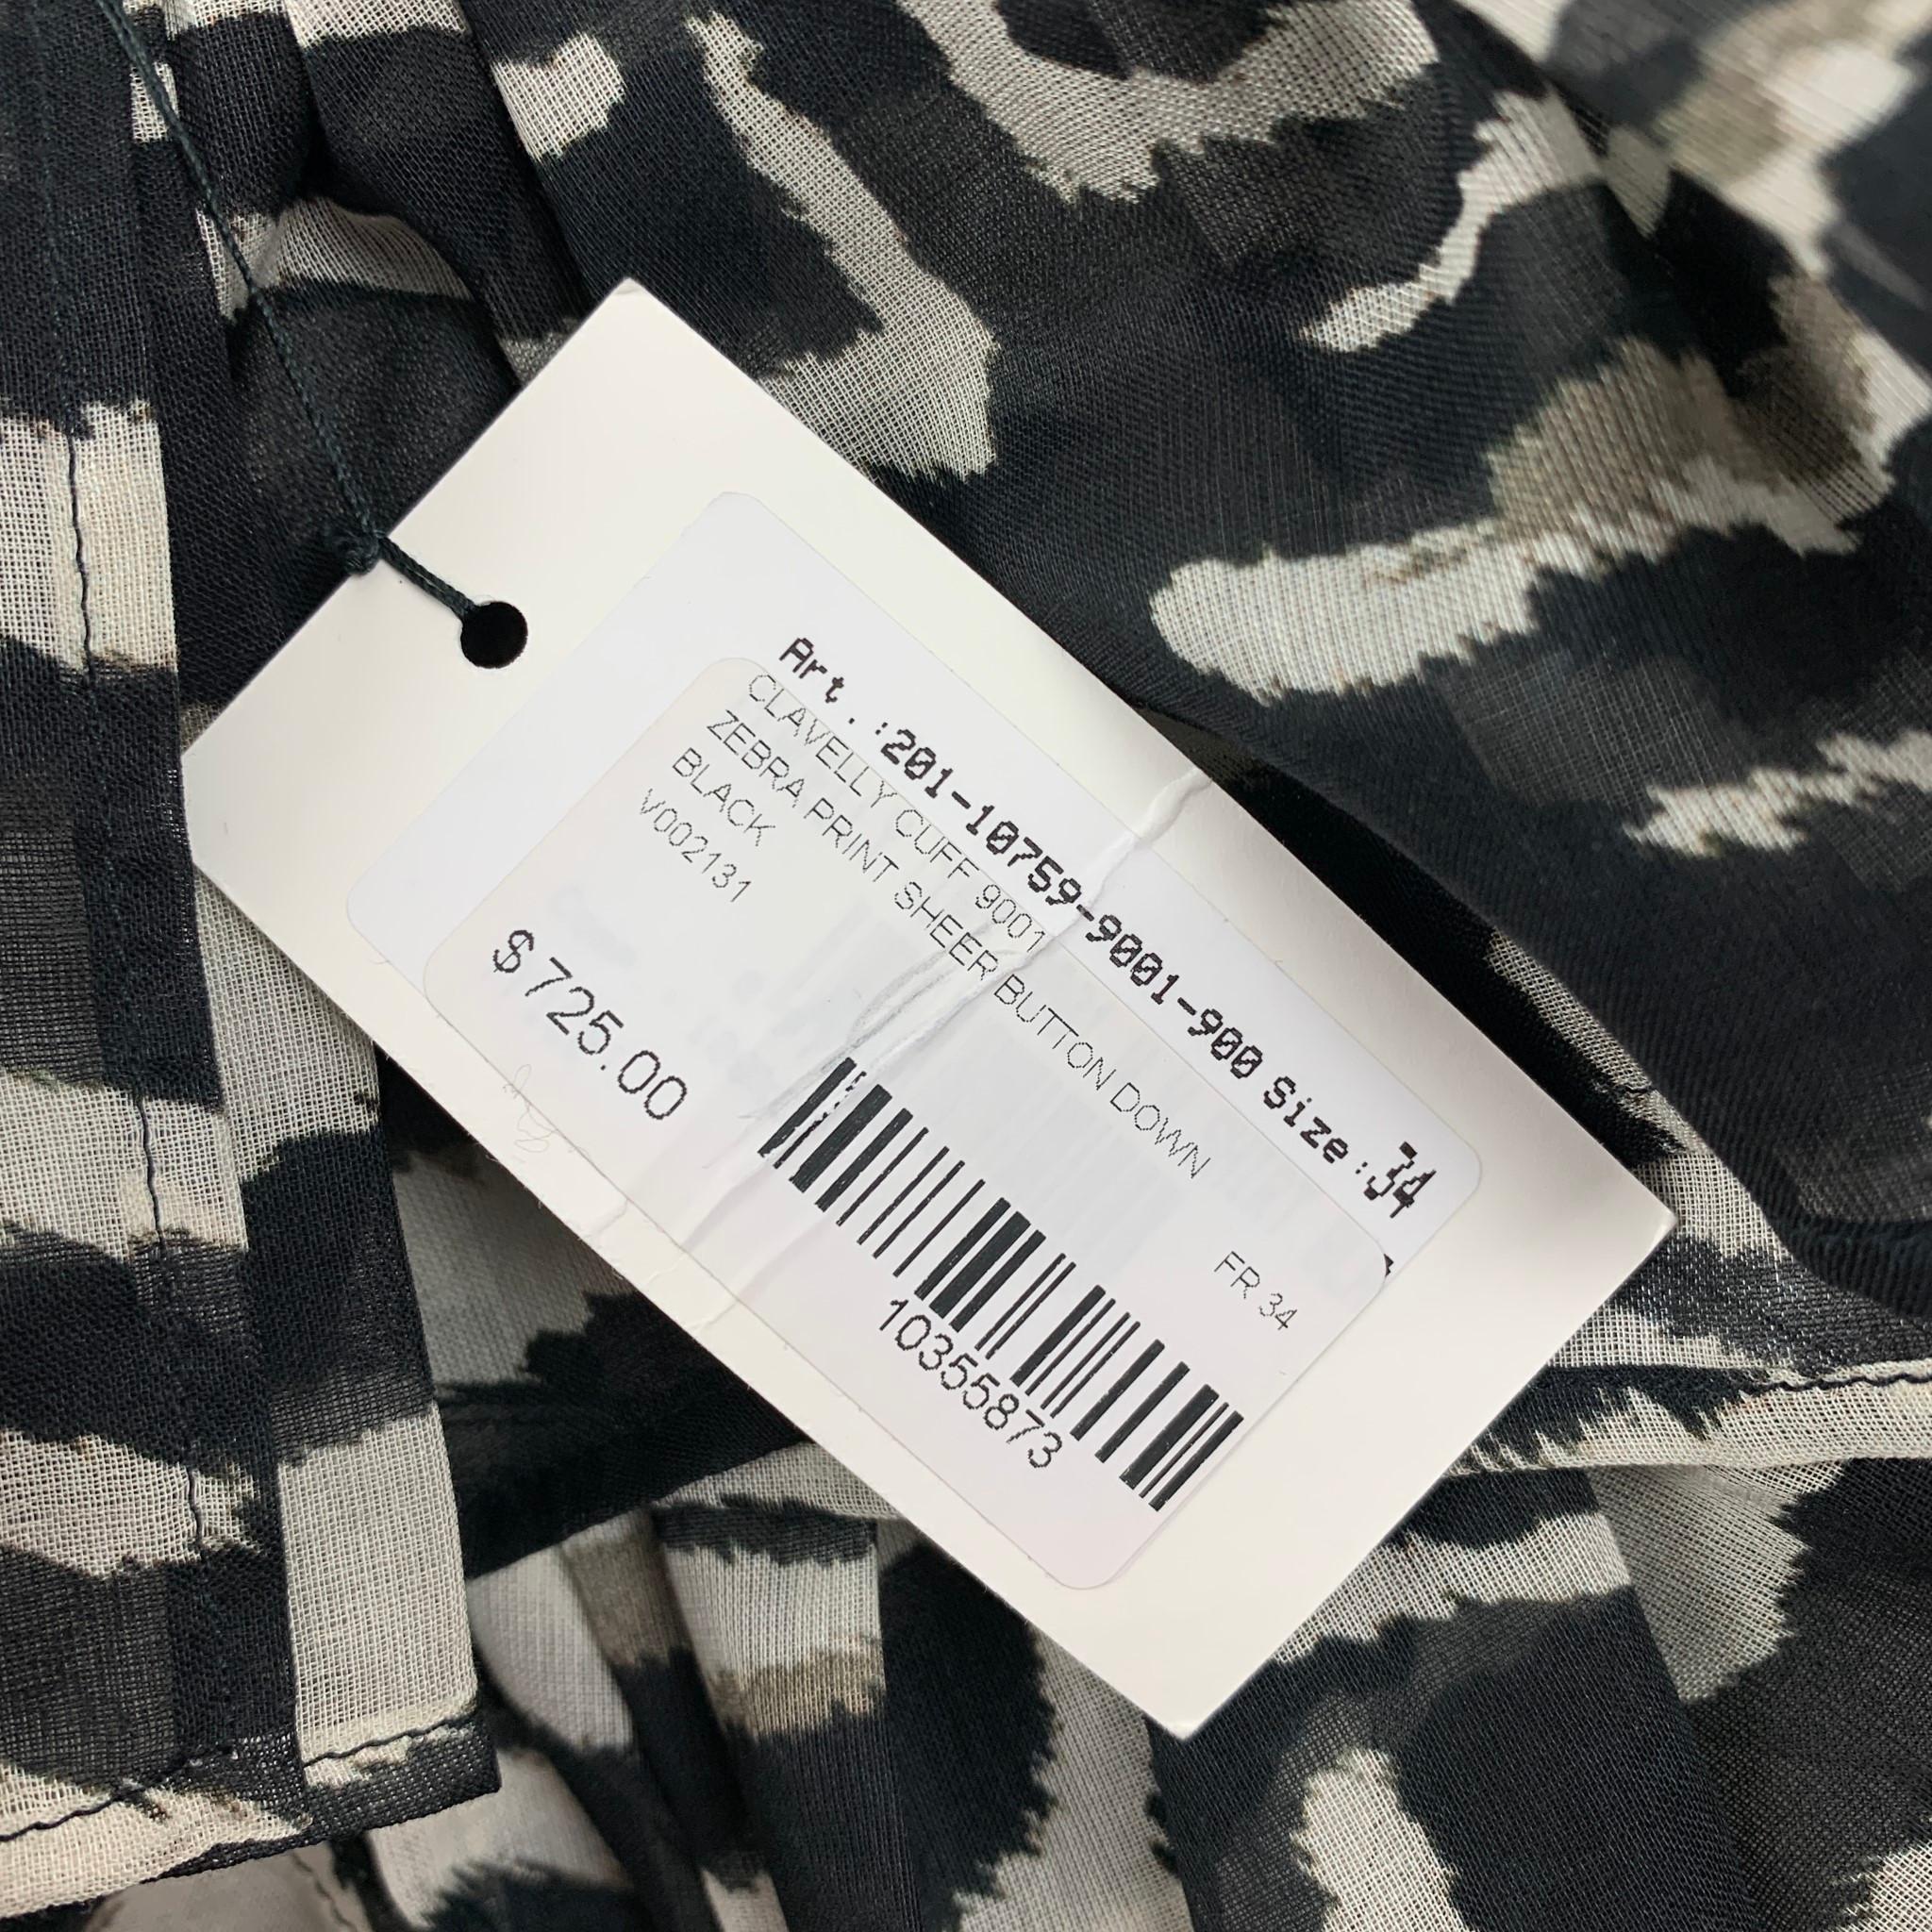 Art.:201-10759-9001-900 Size:34
CLAVELLY CUFF 9001
ZEBRA PRINT SHEER BUTTON DOWN
BLACK
V002131
FR 34
$725.00
10355873